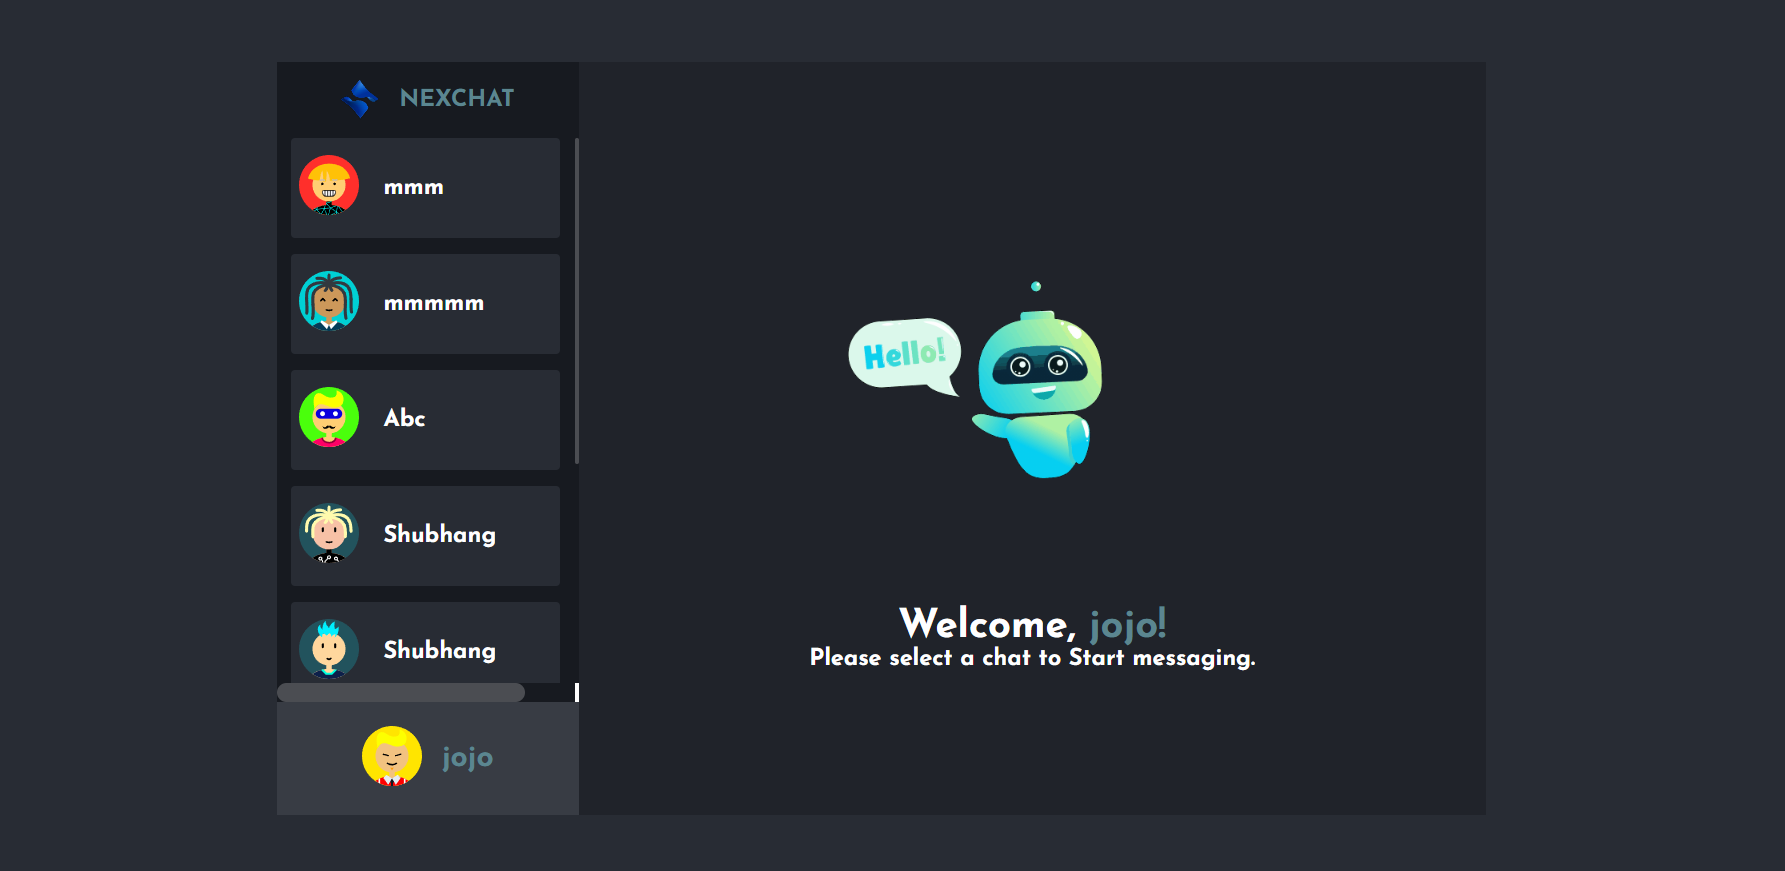 NEXCHAT
mmm
mmmmm
Abc
Shubhang
Shubhang
jojo
Hello!
Welcome, jojo!
Please select a chat to Start messaging.